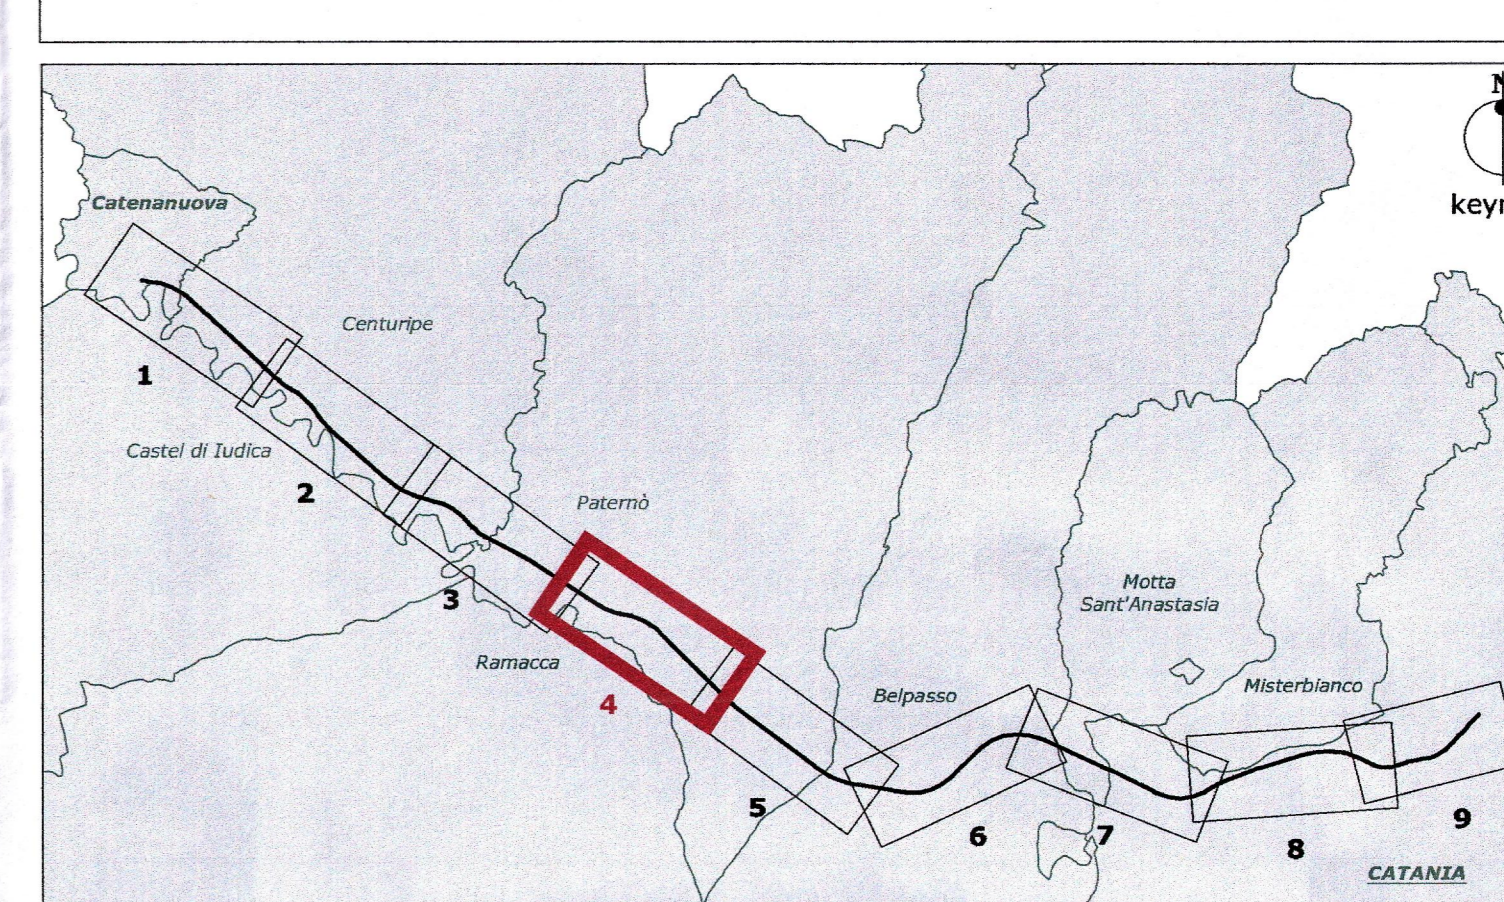 N
Catenanuova
Centuripe
1
Castel di Iudica
2
Paternò
3
Motta
Sant'Anastasia
Ramacca
4
Belpasso
Misterbianco
5
6
7
8
9
CATANIA